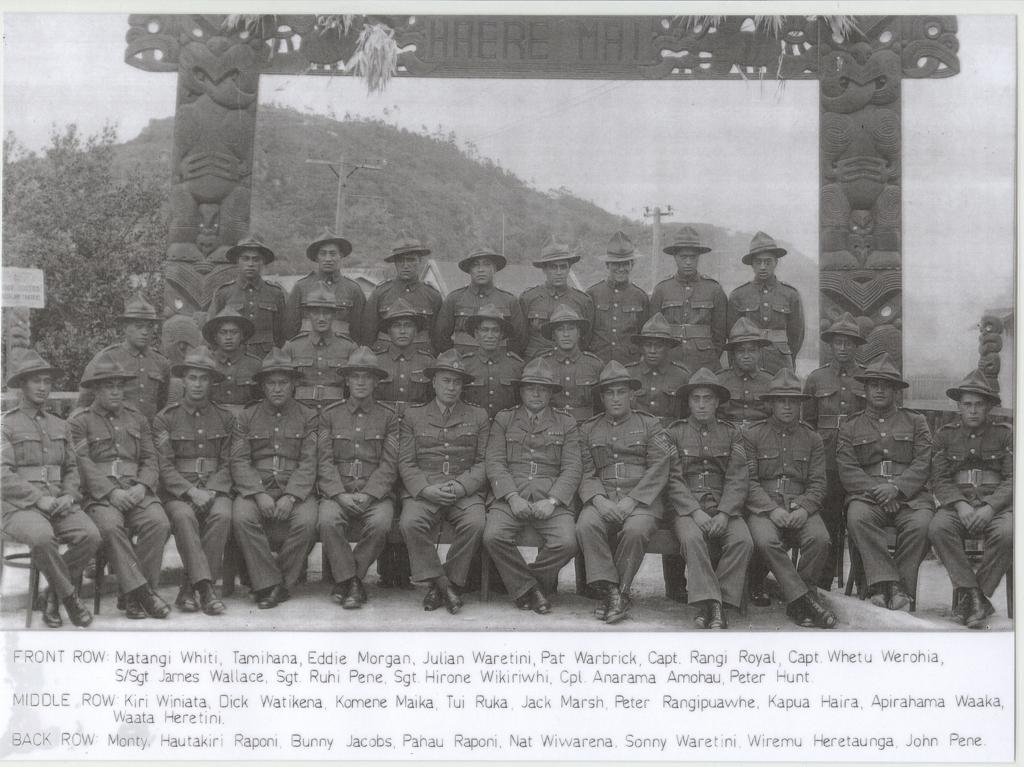 HAERE MAI
FRONT ROW: Matangi Whiti, Tamihana, Eddie Morgan, Julian Waretini, Pat Warbrick, Capt. Rangi Royal, Capt. Whetu Werohia,
S/Sgt James Wallace, Sgt. Ruhi Pene, Sgt. Hirone Wikiriwhi, Cpl. Anarama Amohau, Peter Hunt.
MIDDLE ROW: Kiri Winiata, Dick Watikena, Komene Maika, Tui Ruka, Jack Marsh, Peter Rangipuawhe, Kapua Haira, Apirahama Waaka,
Waata Heretini.
BACK ROW: Monty, Hautakiri Raponi, Bunny Jacobs, Pahau Raponi, Nat Wiwarena, Sonny Waretini, Wiremu Heretaunga, John Pene.